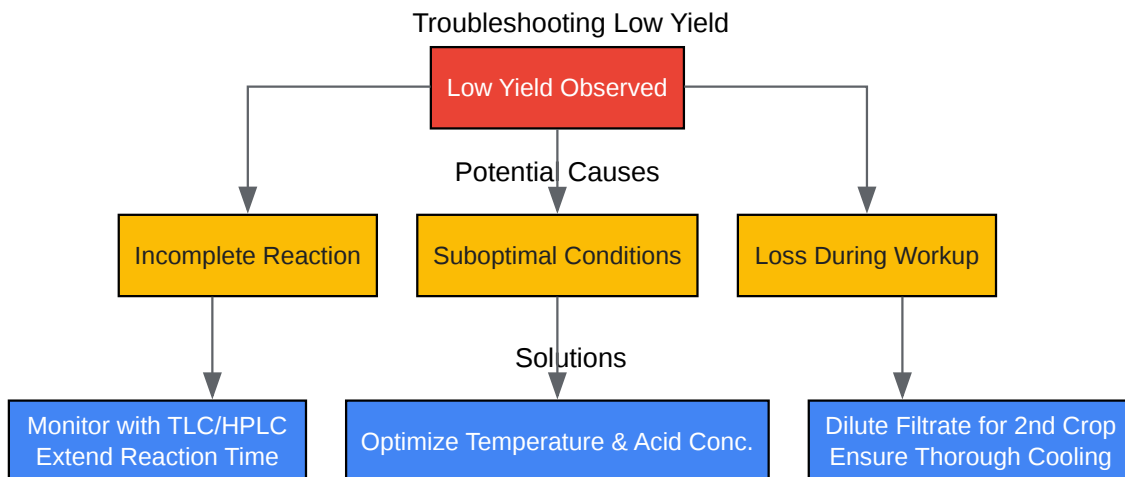 Troubleshooting Low Yield
Low Yield Observed
Potential Causes
Incomplete Reaction
Suboptimal Conditions
Loss During Workup
Solutions
Monitor with TLC/HPLC
Extend Reaction Time
Optimize Temperature & Acid Conc.
Dilute Filtrate for 2nd Crop
Ensure Thorough Cooling